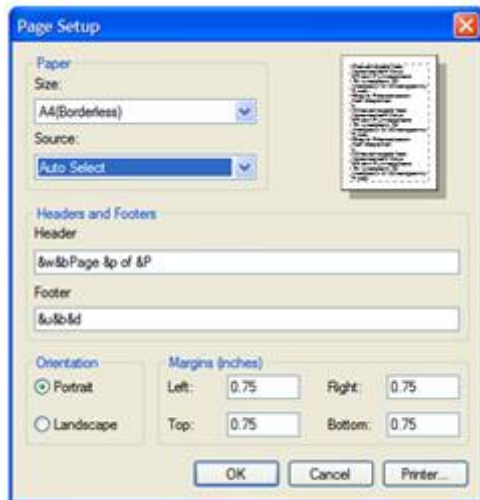 Page Setup
Paper
Size:
A4(Borderless)
Source:
Auto Select
Headers and Footers
Header
&w&bPage &p of &P
Footer
&u&b&d
Orientation
Portrait
Landscape
Margins (inches)
Left: 0.75 Right: 0.75
Top: 0.75 Bottom: 0.75
OK Cancel Printer...